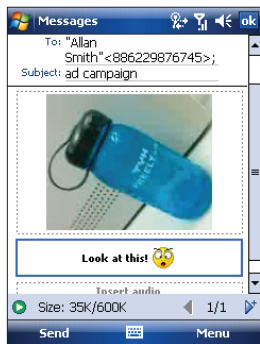 Messages
ok
To: "Allan
Smith"<886229876745>;
Subject: ad campaign
Look at this!
Insert audio
Size: 35K/600K
1/1
Send
Menu